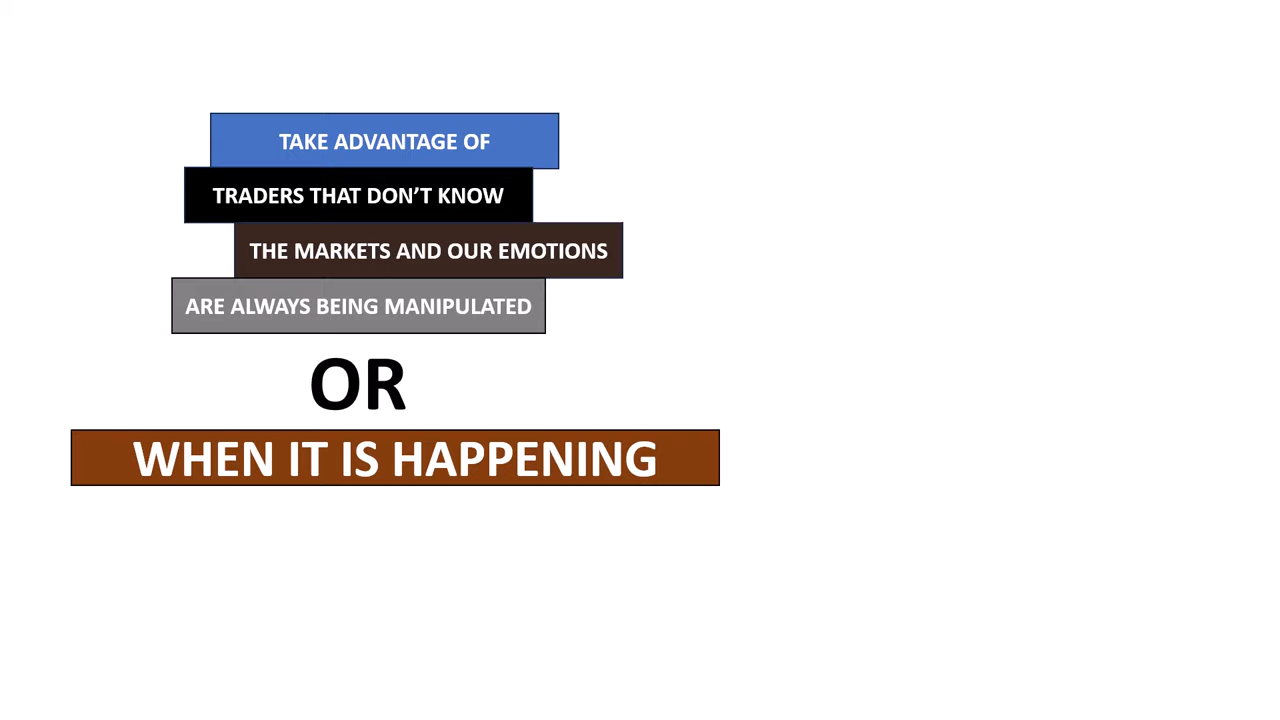 TAKE ADVANTAGE OF
TRADERS THAT DON’T KNOW
THE MARKETS AND OUR EMOTIONS
ARE ALWAYS BEING MANIPULATED
OR
WHEN IT IS HAPPENING